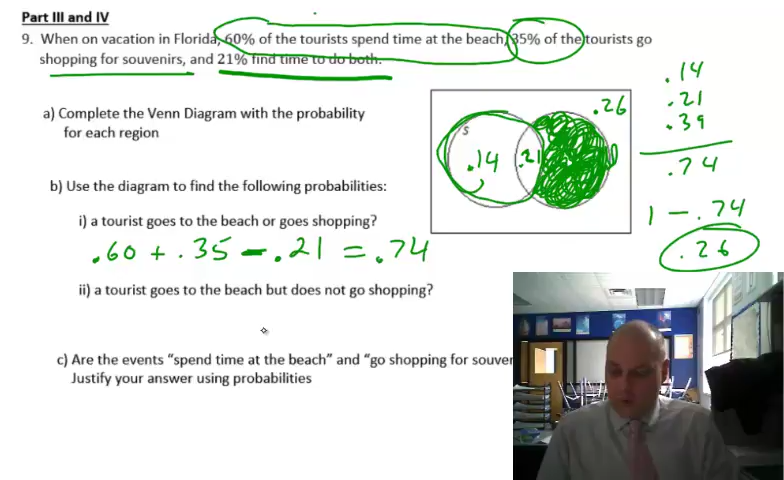 Part III and IV
9. When on vacation in Florida, 60% of the tourists spend time at the beach, 35% of the tourists go
shopping for souvenirs, and 21% find time to do both.
a) Complete the Venn Diagram with the probability
for each region
S
.14
.21
.26
.14
.21
.39
.74
1 - .74
.26
b) Use the diagram to find the following probabilities:
i) a tourist goes to the beach or goes shopping?
.60 + .35 - .21 = .74
ii) a tourist goes to the beach but does not go shopping?
c) Are the events "spend time at the beach" and "go shopping for souver
Justify your answer using probabilities